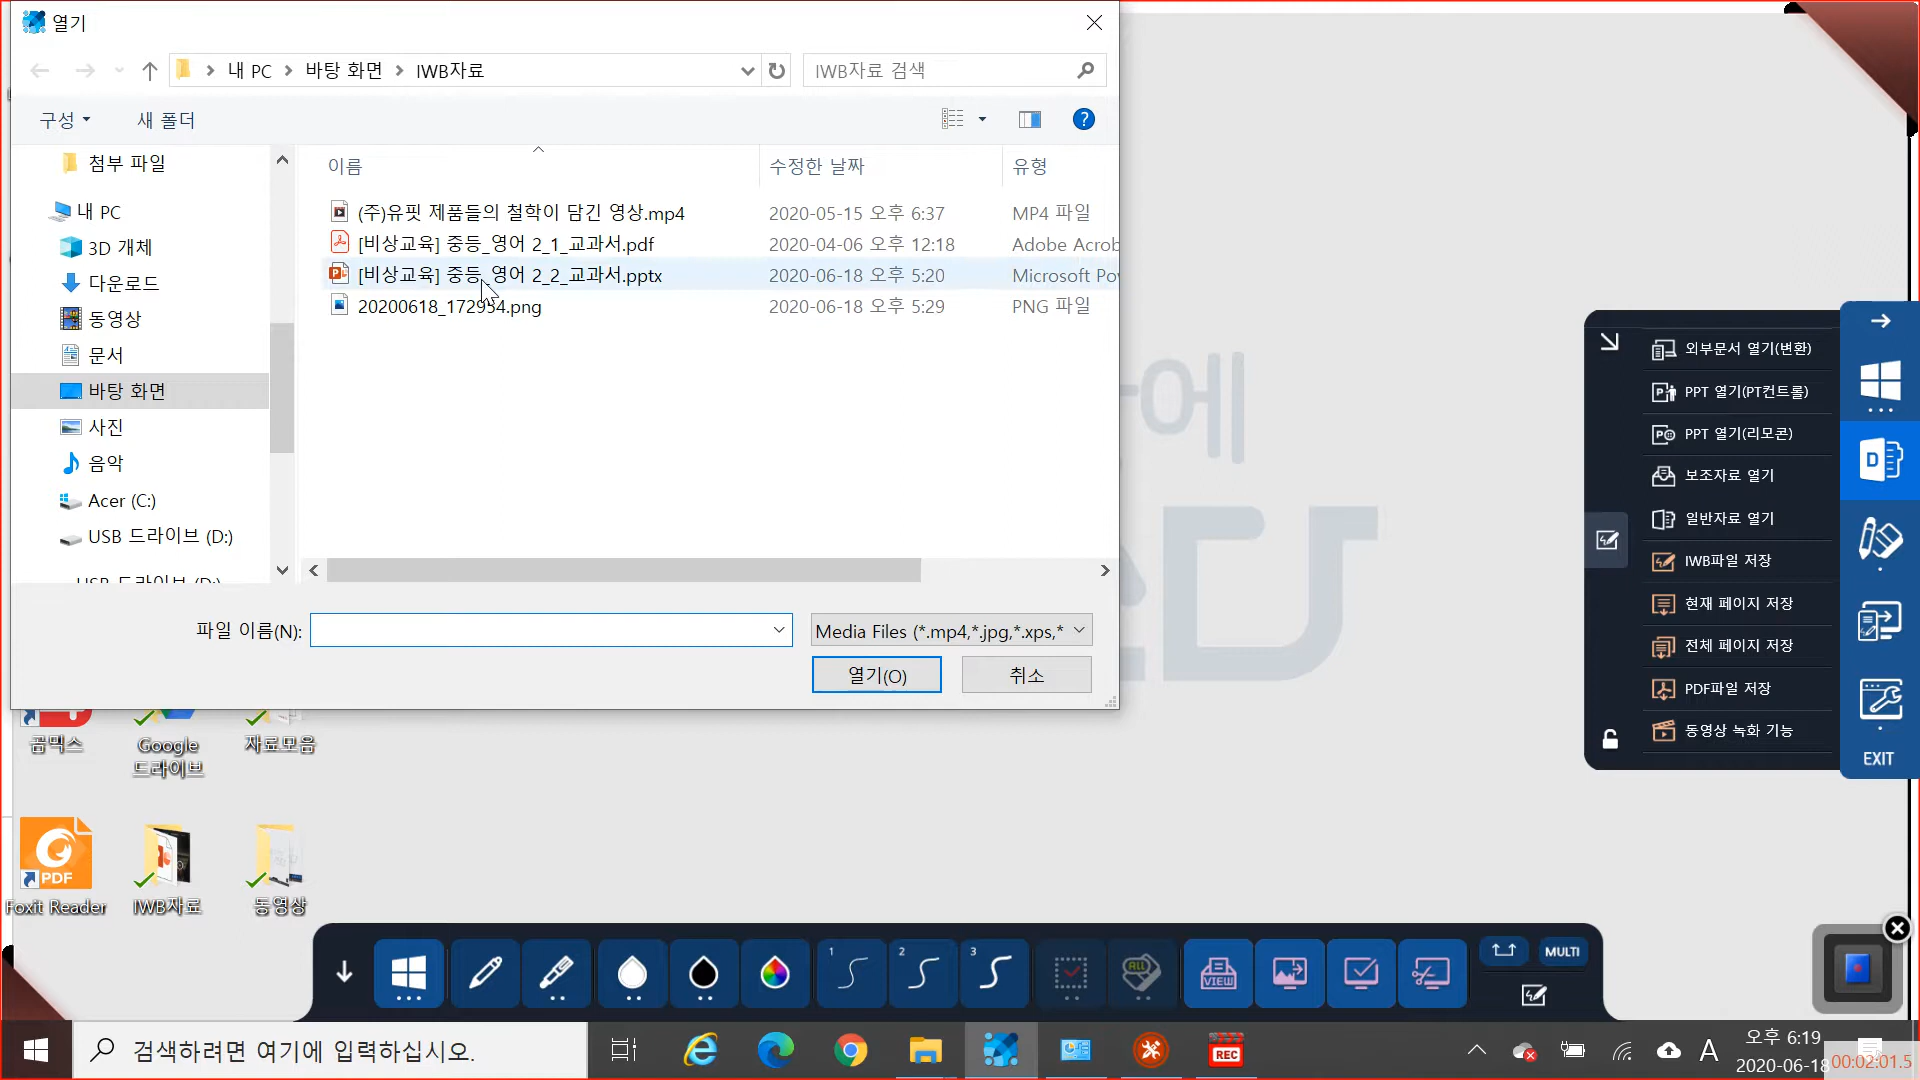 열기
내 PC 바탕 화면 IWB자료
IWB자료 검색
구성 새 폴더
첨부 파일
내 PC
3D 개체
다운로드
동영상
문서
바탕 화면
사진
음악
Acer (C:)
USB 드라이브 (D:)
USB 드라이브 (D:)
이름 수정한 날짜 유형
(주)유핏 제품들의 철학이 담긴 영상.mp4 2020-05-15 오후 6:37 MP4 파일
[비상교육] 중등_영어 2_1_교과서.pdf 2020-04-06 오후 12:18 Adobe Acrob
[비상교육] 중등_영어 2_2_교과서.pptx 2020-06-18 오후 5:20 Microsoft Po
20200618_172954.png 2020-06-18 오후 5:29 PNG 파일
파일 이름(N):
Media Files (*.mp4,*.jpg,*.xps,*
열기(O) 취소
에
외부문서 열기(변환)
PPT 열기(PT컨트롤)
PPT 열기(리모콘)
보조자료 열기
일반자료 열기
IWB파일 저장
현재 페이지 저장
전체 페이지 저장
PDF파일 저장
동영상 녹화 기능
EXIT
곰믹스
Google 드라이브
자료모음
PDF
Foxit Reader
IWB자료
동영상
1 2 3
ALL
VIEW
MULTI
검색하려면 여기에 입력하십시오.
REC
A
오후 6:19
2020-06-18
00:02:01.5